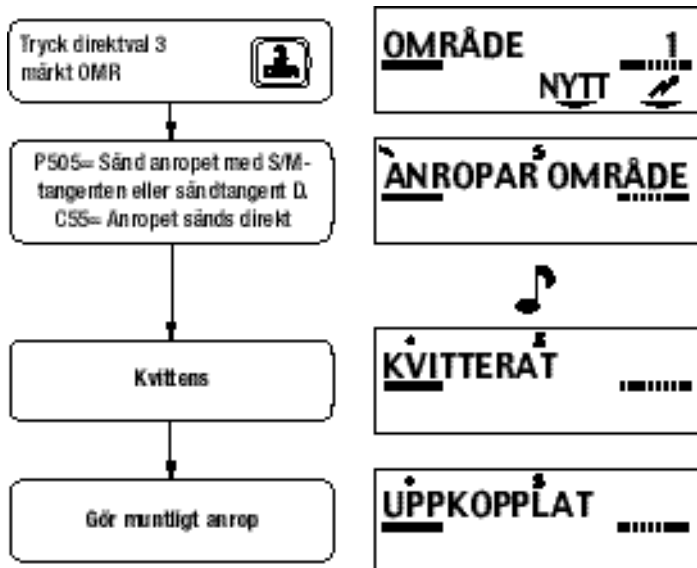 Tryck direktval 3
märkt OMR
3
OMRÅDE 1
NYTT
P505= Sänd anropet med S/M-
tangenten eller sändtangent D.
C55= Anropet sänds direkt
S
ANROPAR OMRÅDE
Kvittens
KVITTERAT
Gör muntligt anrop
S
UPPKOPPLAT